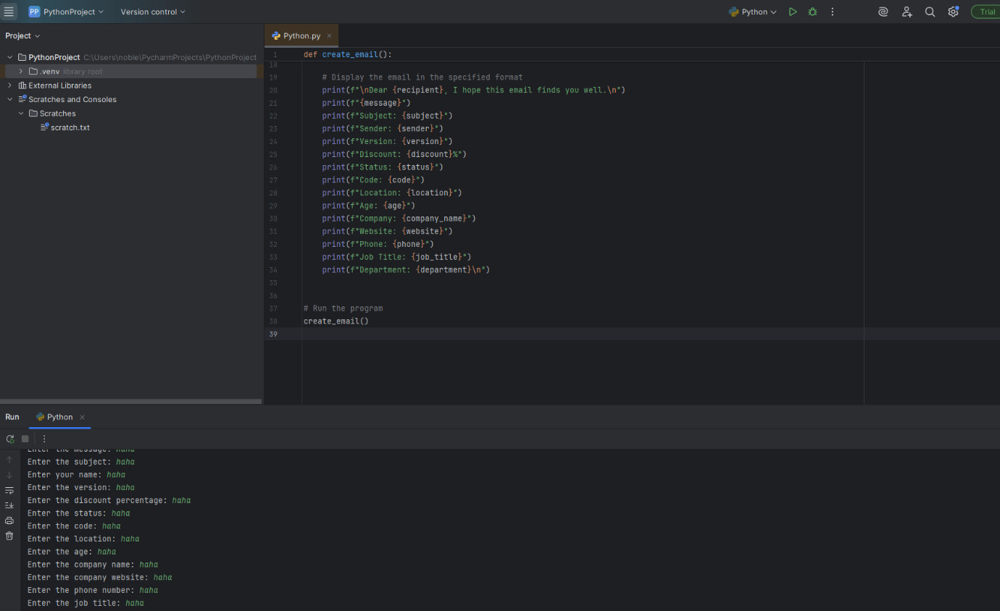 PP PythonProject Version control Python Trial
Project
Python.py
PythonProject C:\Users\noble\PycharmProjects\PythonProject
.venv library root
External Libraries
Scratches and Consoles
Scratches
scratch.txt
1 def create_email():
18
19 # Display the email in the specified format
20 print(f"\nDear {recipient}, I hope this email finds you well.\n")
21 print(f"{message}")
22 print(f"Subject: {subject}")
23 print(f"Sender: {sender}")
24 print(f"Version: {version}")
25 print(f"Discount: {discount}%")
26 print(f"Status: {status}")
27 print(f"Code: {code}")
28 print(f"Location: {location}")
29 print(f"Age: {age}")
30 print(f"Company: {company_name}")
31 print(f"Website: {website}")
32 print(f"Phone: {phone}")
33 print(f"Job Title: {job_title}")
34 print(f"Department: {department}\n")
35
36
37 # Run the program
38 create_email()
39
Run Python
Enter the message: haha
Enter the subject: haha
Enter your name: haha
Enter the version: haha
Enter the discount percentage: haha
Enter the status: haha
Enter the code: haha
Enter the location: haha
Enter the age: haha
Enter the company name: haha
Enter the company website: haha
Enter the phone number: haha
Enter the job title: haha